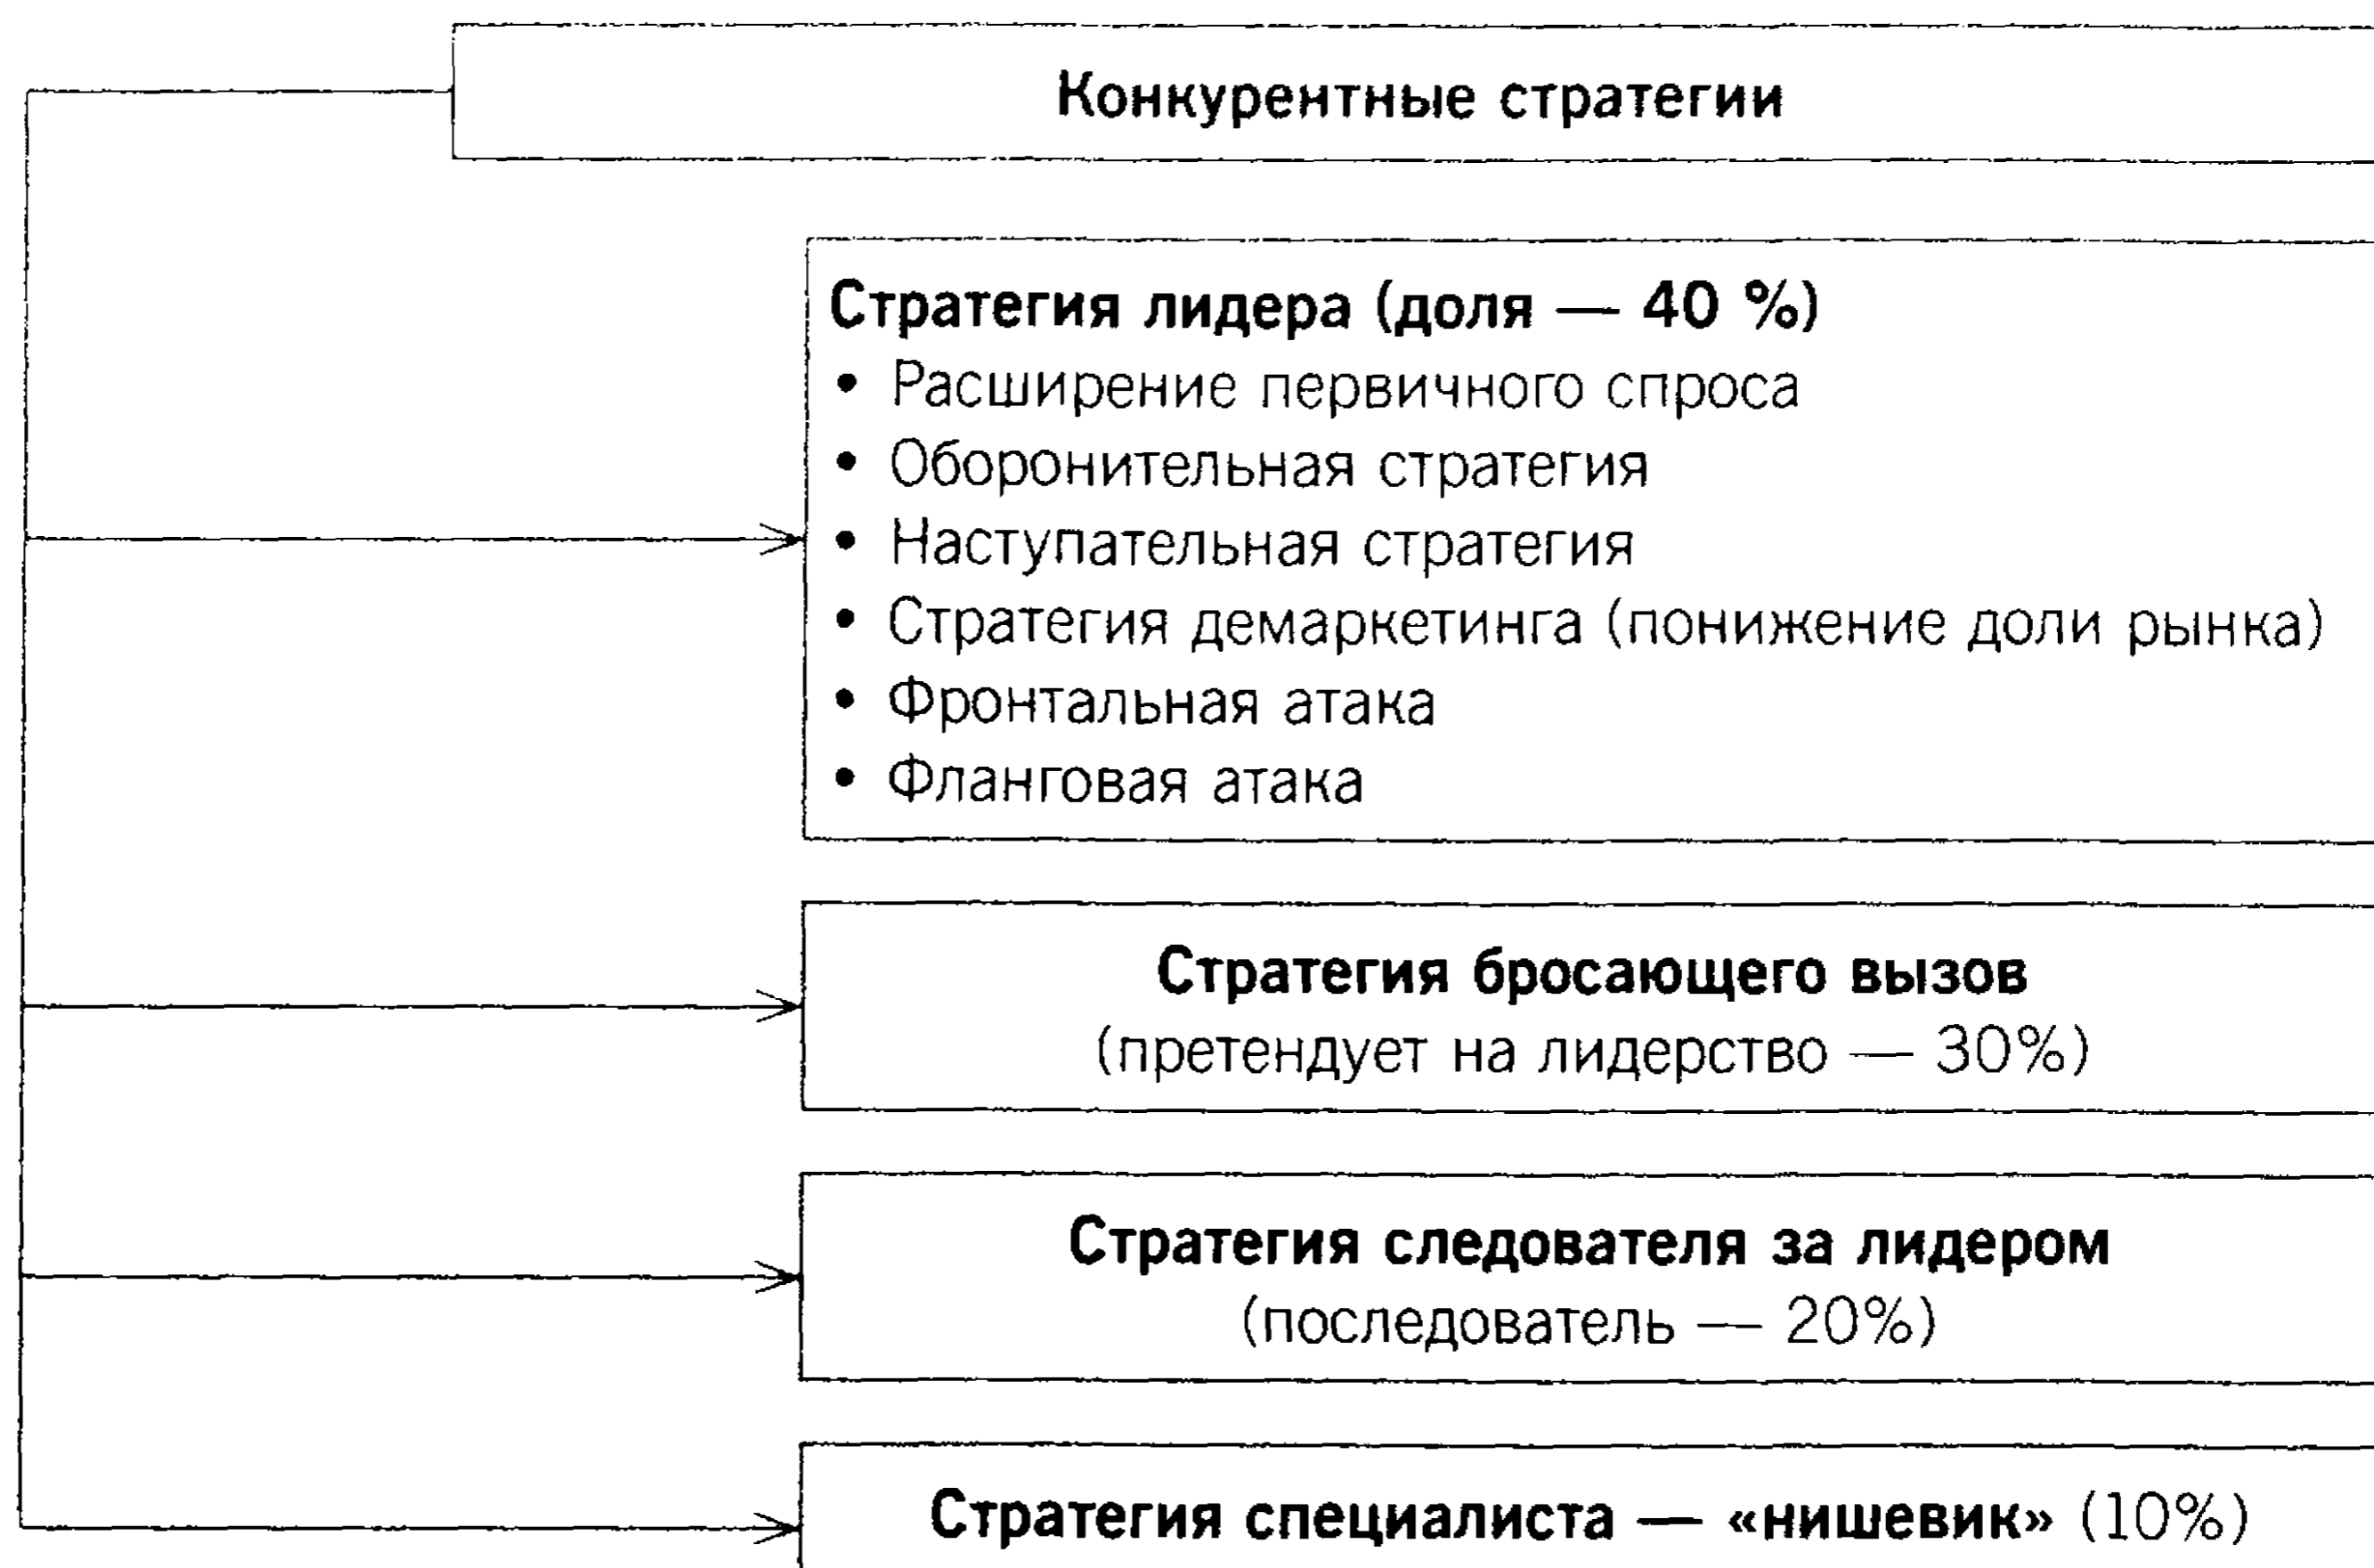 Конкурентные стратегии
Стратегия лидера (доля — 40 %)
• Расширение первичного спроса
• Оборонительная стратегия
• Наступательная стратегия
• Стратегия демаркетинга (понижение доли рынка)
• Фронтальная атака
• Фланговая атака
Стратегия бросающего вызов
(претендует на лидерство — 30%)
Стратегия следователя за лидером
(последователь — 20%)
Стратегия специалиста — «нишевик» (10%)